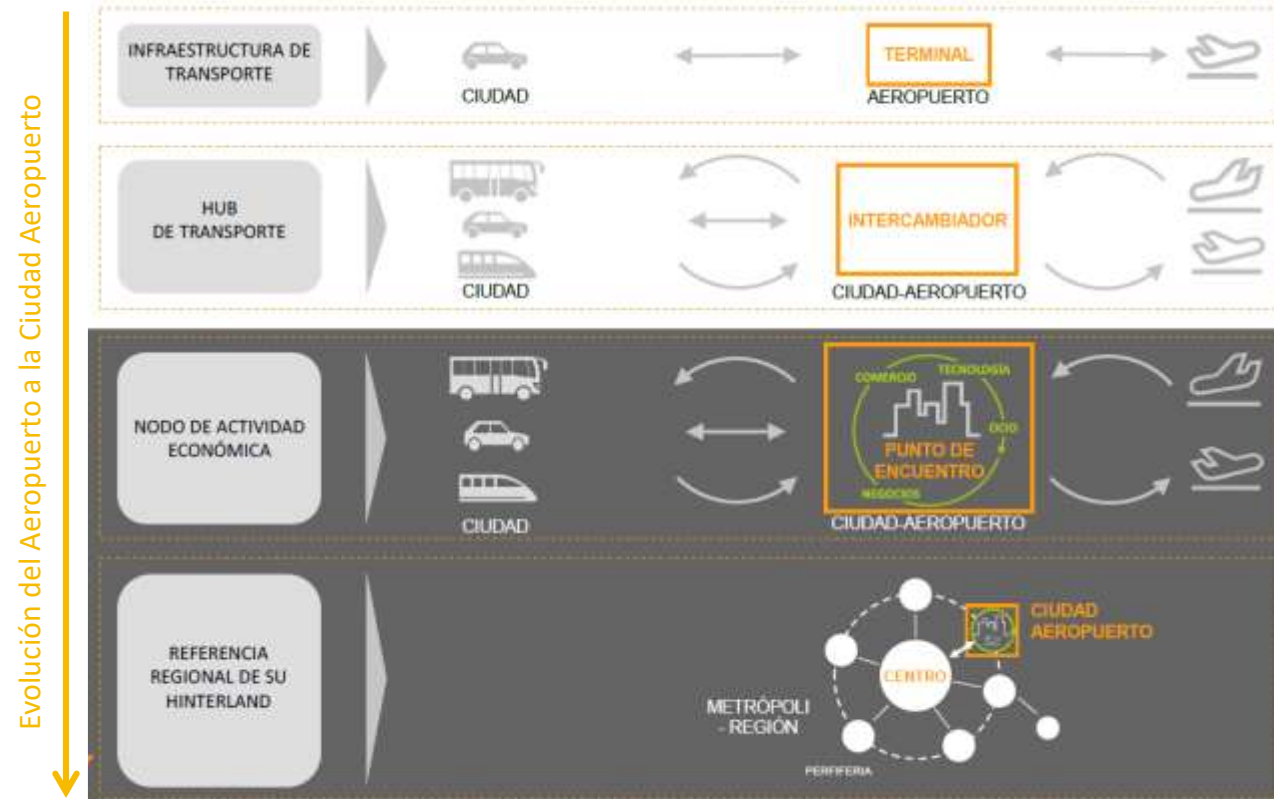 Evolución del Aeropuerto a la Ciudad Aeropuerto
INFRAESTRUCTURA DE
TRANSPORTE
CIUDAD
TERMINAL
AEROPUERTO
HUB
DE TRANSPORTE
CIUDAD
INTERCAMBIADOR
CIUDAD-AEROPUERTO
NODO DE ACTIVIDAD
ECONÓMICA
CIUDAD
COMERCIO
TECNOLOGÍA
OCIO
PUNTO DE
ENCUENTRO
NEGOCIOS
CIUDAD-AEROPUERTO
REFERENCIA
REGIONAL DE SU
HINTERLAND
CIUDAD
AEROPUERTO
CENTRO
METRÓPOLI
- REGIÓN
PERFIFERIA